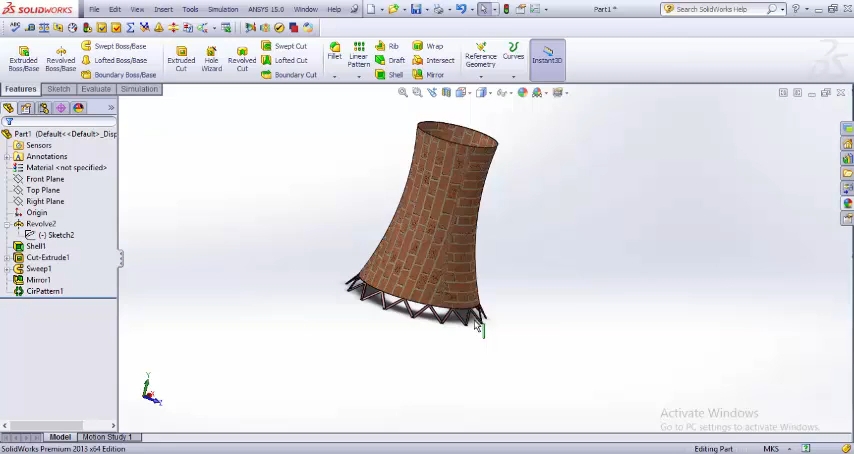 SOLIDWORKS File Edit View Insert Tools Simulation ANSYS 15.0 Window Help Part1 * Search SolidWorks Help
Extruded Boss/Base
Revolved Boss/Base
Swept Boss/Base
Lofted Boss/Base
Boundary Boss/Base
Extruded Cut
Hole Wizard
Revolved Cut
Swept Cut
Lofted Cut
Boundary Cut
Fillet
Linear Pattern
Rib
Draft
Shell
Wrap
Intersect
Mirror
Reference Geometry
Curves
Instant3D
Features Sketch Evaluate Simulation
Part1 (Default<<Default>_Disp
Sensors
Annotations
Material <not specified>
Front Plane
Top Plane
Right Plane
Origin
Revolve2
(-) Sketch2
Shell1
Cut-Extrude1
Sweep1
Mirror1
CirPattern1
Y
Activate Windows
Go to PC settings to activate Windows.
Model Motion Study 1
SolidWorks Premium 2013 x64 Edition Editing Part MKS